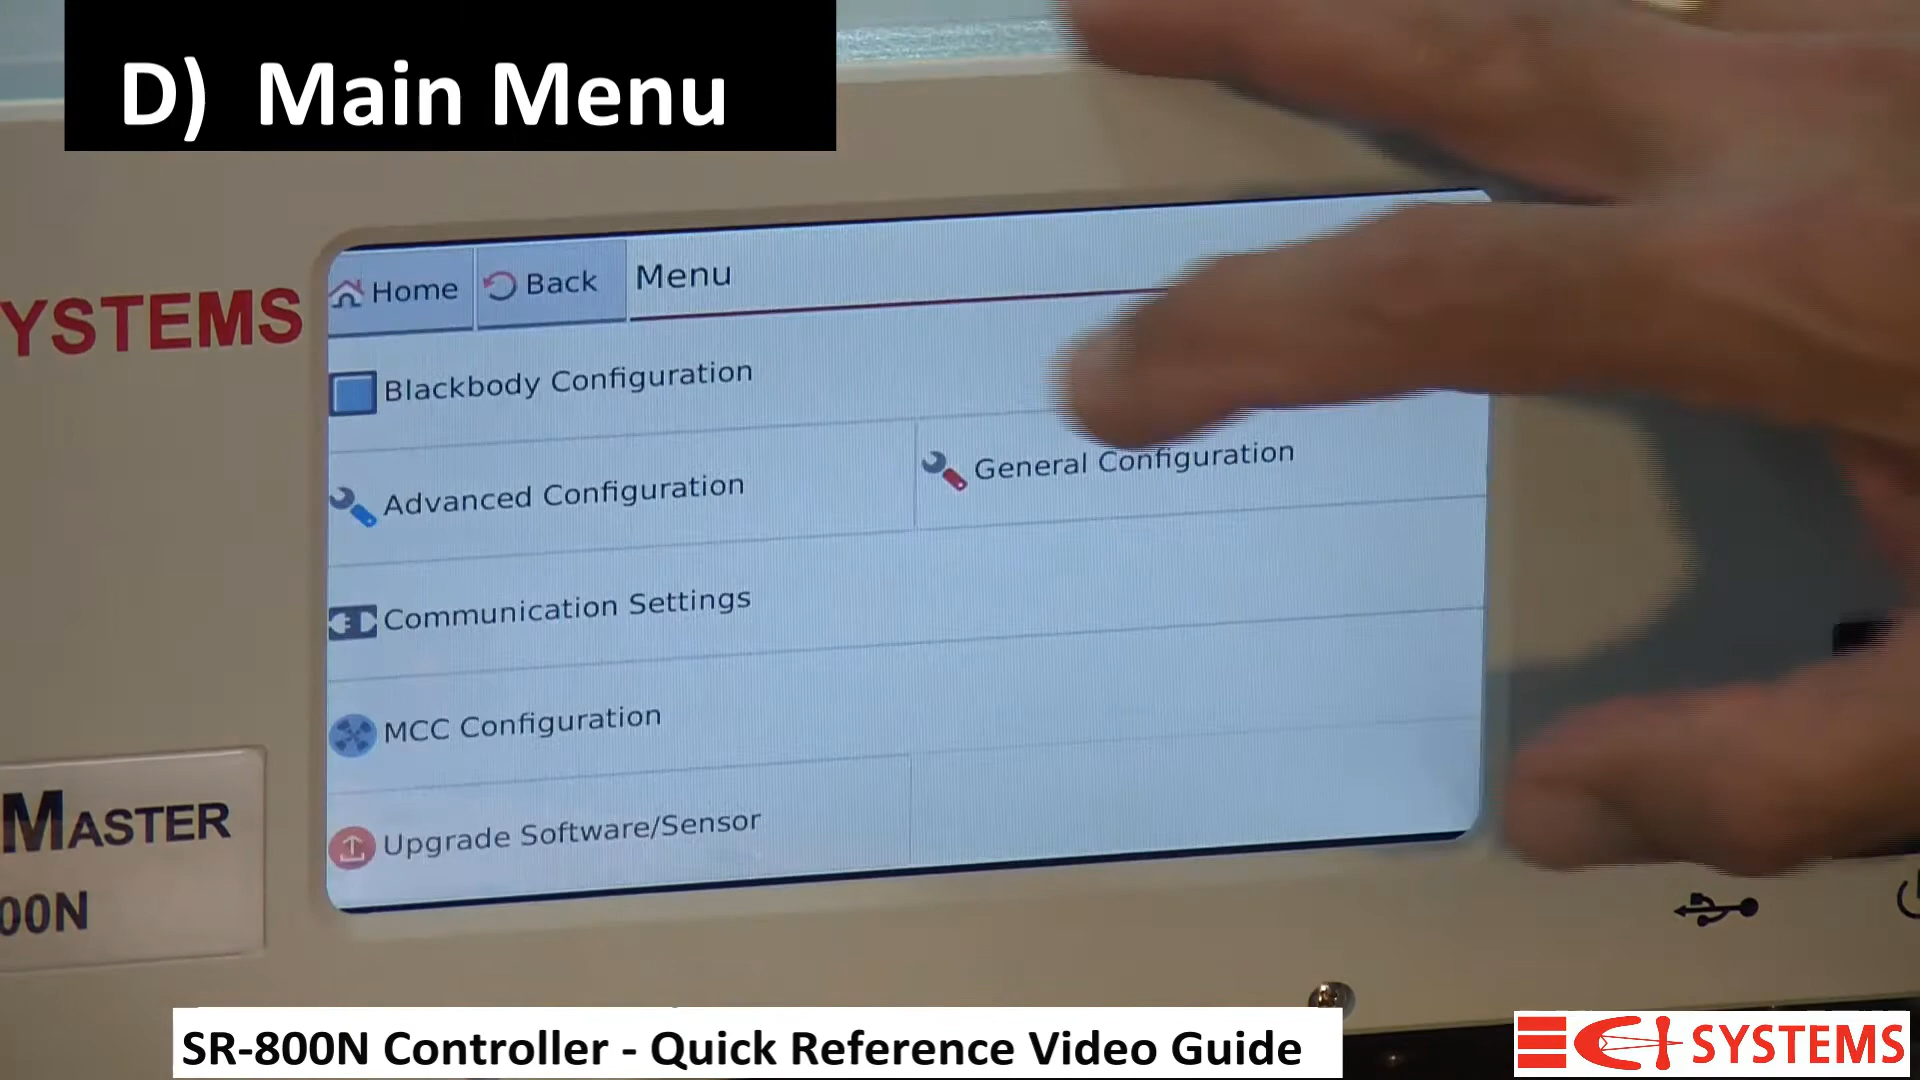 D) Main Menu
YSTEMS
Home Back Menu
Blackbody Configuration
Advanced Configuration General Configuration
Communication Settings
MCC Configuration
Upgrade Software/Sensor
MASTER
00N
SR-800N Controller - Quick Reference Video Guide
CI SYSTEMS